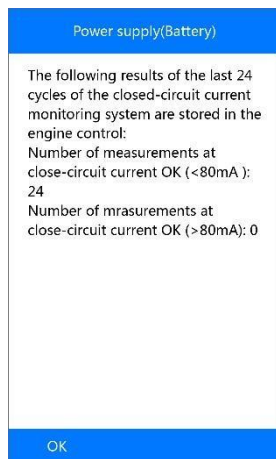 Power supply(Battery)
The following results of the last 24
cycles of the closed-circuit current
monitoring system are stored in the
engine control:
Number of measurements at
close-circuit current OK (<80mA ):
24
Number of mrasurements at
close-circuit current OK (>80mA): 0
OK